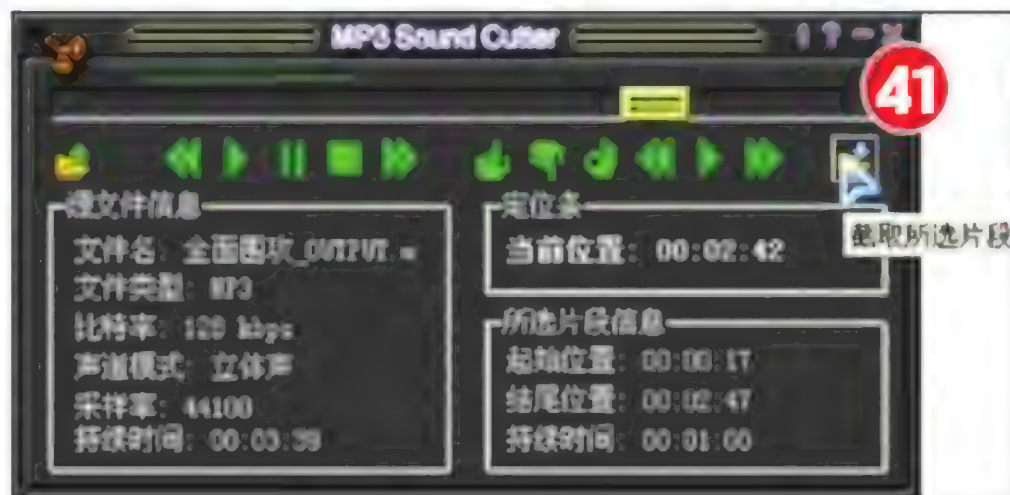 MP3 Sound Cutter
41
截取所选片段
源文件信息
文件名: 全面围攻_OUTPUT
文件类型: MP3
比特率: 128 kbps
声道模式: 立体声
采样率: 44100
持续时间: 00:03:39
定位条
当前位置: 00:02:42
所选片段信息
起始位置: 00:00:17
结尾位置: 00:02:47
持续时间: 00:01:00